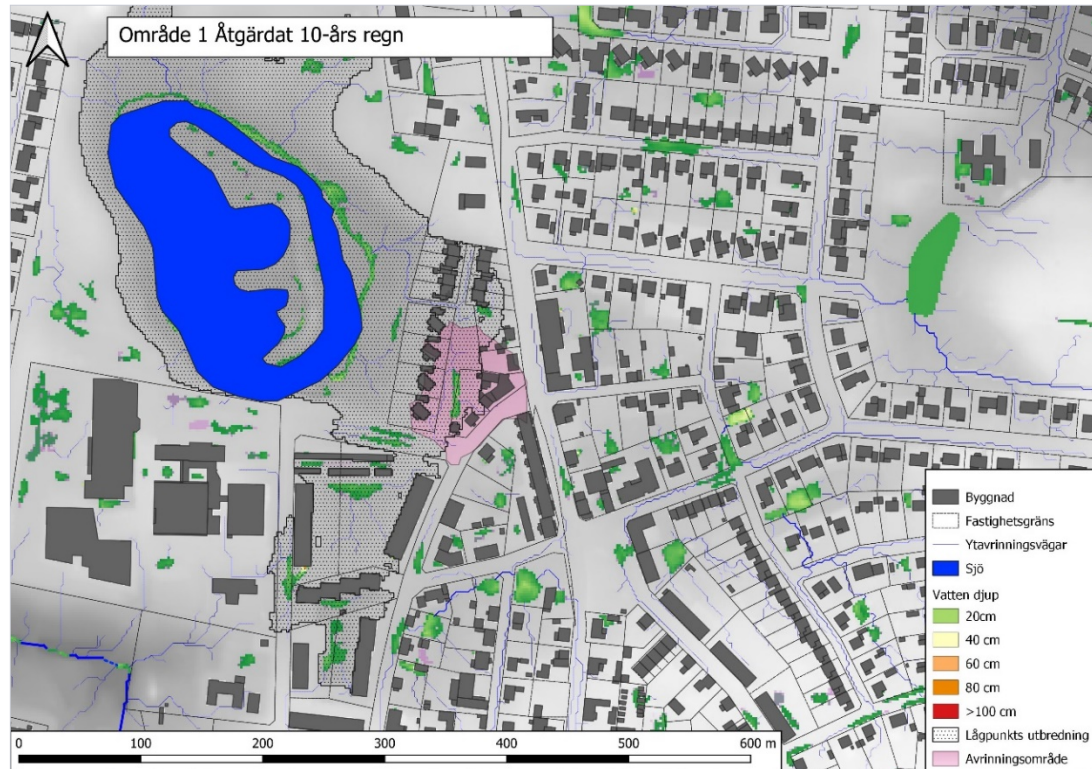 Område 1 Åtgärdat 10-års regn
Byggnad
Fastighetsgräns
Ytavrinningsvägar
Sjö
Vatten djup
20cm
40 cm
60 cm
80 cm
>100 cm
Lågpunkts utbredning
Avrinningsområde
0 100 200 300 400 500 600 m